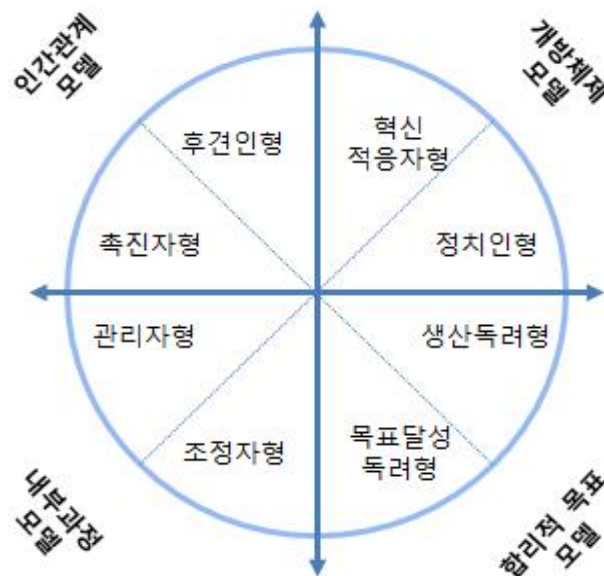 인간관계
모델
개방체제
모델
후견인형
혁신
적응자형
촉진자형
정치인형
관리자형
생산독려형
조정자형
목표달성
독려형
내부과정
모델
합리적 목표
모델